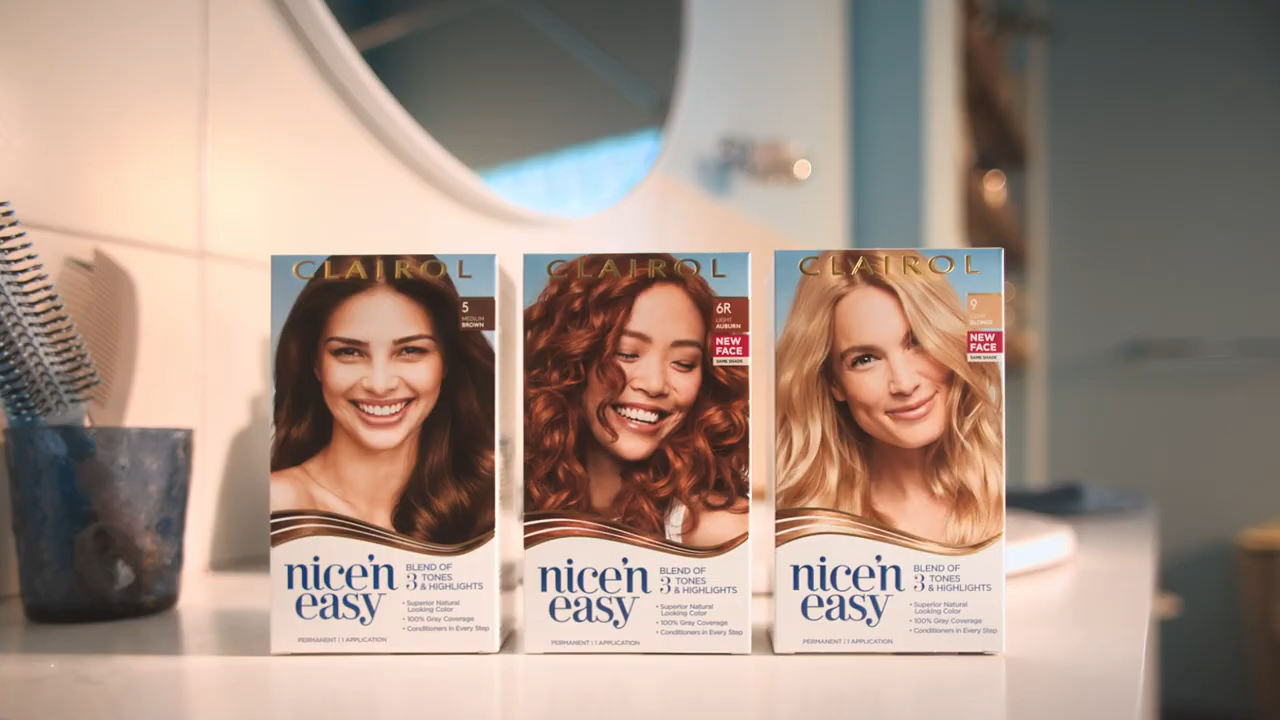 CLAIROL
5
MEDIUM
BROWN
nice'n
easy
BLEND OF
3 TONES
& HIGHLIGHTS
• Superior Natural
Looking Color
• 100% Gray Coverage
• Conditioners in Every Step
PERMANENT | 1 APPLICATION
CLAIROL
6R
LIGHT
AUBURN
NEW
FACE
SAME SHADE
nice'n
easy
BLEND OF
3 TONES
& HIGHLIGHTS
• Superior Natural
Looking Color
• 100% Gray Coverage
• Conditioners in Every Step
PERMANENT | 1 APPLICATION
CLAIROL
9
LIGHT
BLONDE
NEW
FACE
SAME SHADE
nice'n
easy
BLEND OF
3 TONES
& HIGHLIGHTS
• Superior Natural
Looking Color
• 100% Gray Coverage
• Conditioners in Every Step
PERMANENT | 1 APPLICATION